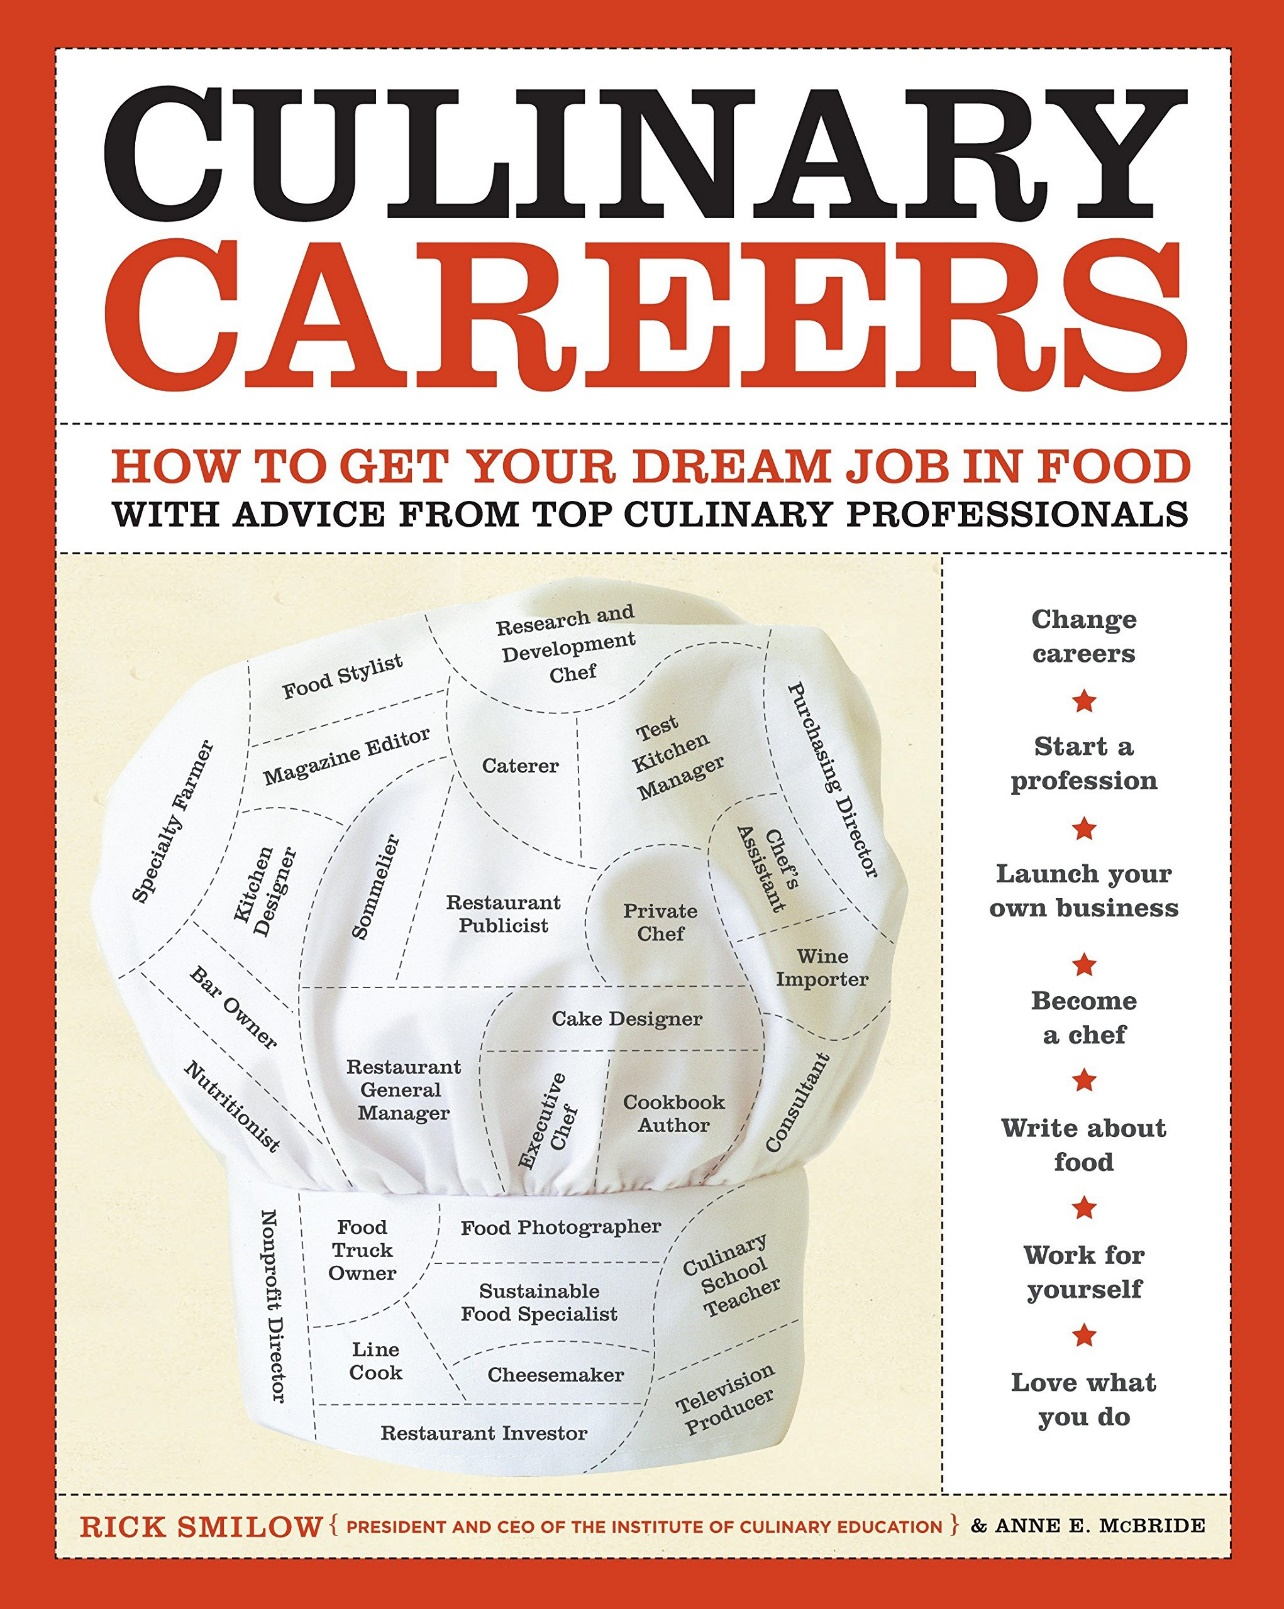 CULINARY
CAREERS
HOW TO GET YOUR DREAM JOB IN FOOD
WITH ADVICE FROM TOP CULINARY PROFESSIONALS
Research and
Development
Chef
Food Stylist
Magazine Editor
Caterer
Test
Kitchen
Manager
Purchasing Director
Specialty Farmer
Kitchen
Designer
Sommelier
Restaurant
Publicist
Private
Chef
Chef's
Assistant
Wine
Importer
Bar Owner
Nutritionist
Cake Designer
Restaurant
General
Manager
Executive
Chef
Cookbook
Author
Consultant
Nonprofit Director
Food
Truck
Owner
Food Photographer
Culinary
School
Teacher
Sustainable
Food Specialist
Line
Cook
Cheesemaker
Television
Producer
Restaurant Investor
Change
careers
Start a
profession
Launch your
own business
Become
a chef
Write about
food
Work for
yourself
Love what
you do
RICK SMILOW { PRESIDENT AND CEO OF THE INSTITUTE OF CULINARY EDUCATION } & ANNE E. McBRIDE